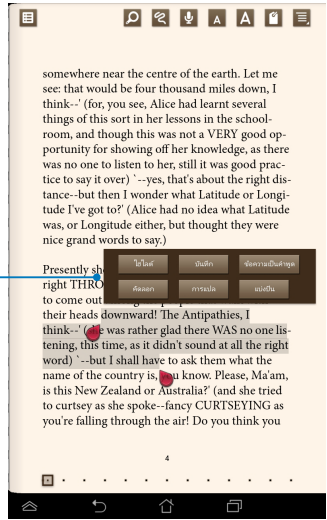 A A
somewhere near the centre of the earth. Let me
see: that would be four thousand miles down, I
think--' (for, you see, Alice had learnt several
things of this sort in her lessons in the school-
room, and though this was not a VERY good op-
portunity for showing off her knowledge, as there
was no one to listen to her, still it was good prac-
tice to say it over) `--yes, that's about the right dis-
tance--but then I wonder what Latitude or Longi-
tude I've got to?' (Alice had no idea what Latitude
was, or Longitude either, but thought they were
nice grand words to say.)
ไฮไลต์ บันทึก ข้อความเป็นคำพูด
คัดลอก การแปล แบ่งปัน
Presently
right THRO
to come out
their heads downward! The Antipathies, I
think--' ( was rather glad there WAS no one lis-
tening, this time, as it didn't sound at all the right
word) `--but I shall have to ask them what the
name of the country is, you know. Please, Ma'am,
is this New Zealand or Australia?' (and she tried
to curtsey as she spoke--fancy CURTSEYING as
you're falling through the air! Do you think you
4